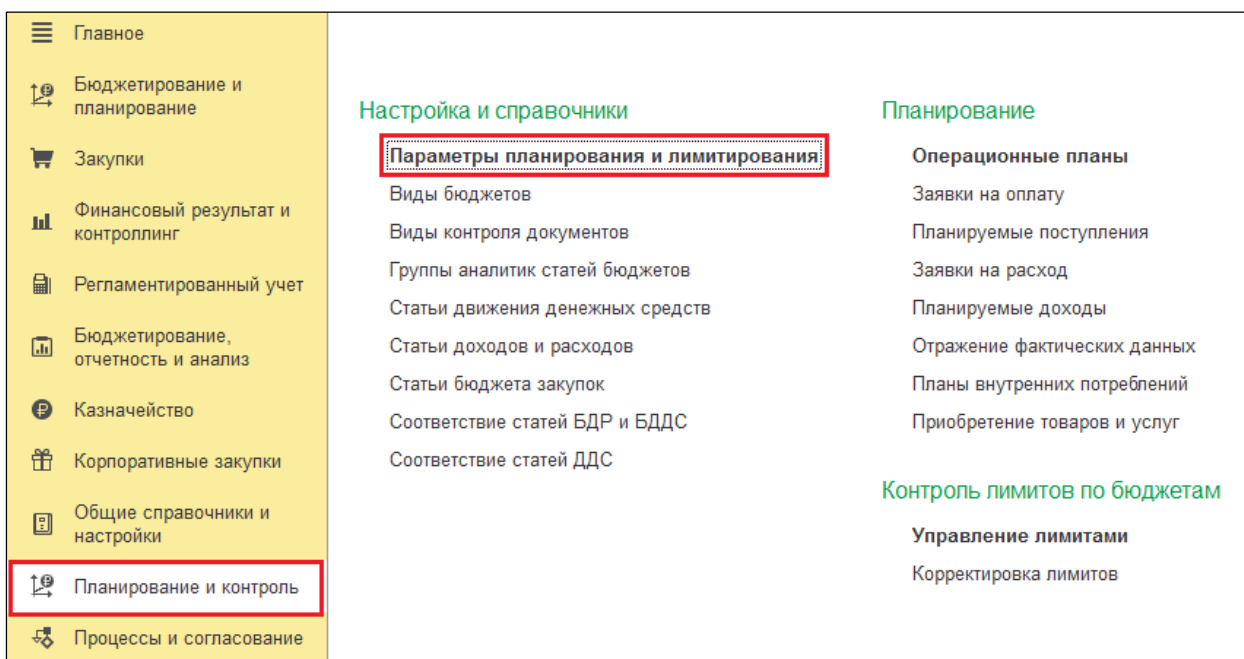 Главное
Бюджетирование и
планирование
Закупки
Финансовый результат и
контроллинг
Регламентированный учет
Бюджетирование,
отчетность и анализ
Казначейство
Корпоративные закупки
Общие справочники и
настройки
Планирование и контроль
Процессы и согласование
Настройка и справочники
Параметры планирования и лимитирования
Виды бюджетов
Виды контроля документов
Группы аналитик статей бюджетов
Статьи движения денежных средств
Статьи доходов и расходов
Статьи бюджета закупок
Соответствие статей БДР и БДДС
Соответствие статей ДДС
Планирование
Операционные планы
Заявки на оплату
Планируемые поступления
Заявки на расход
Планируемые доходы
Отражение фактических данных
Планы внутренних потреблений
Приобретение товаров и услуг
Контроль лимитов по бюджетам
Управление лимитами
Корректировка лимитов